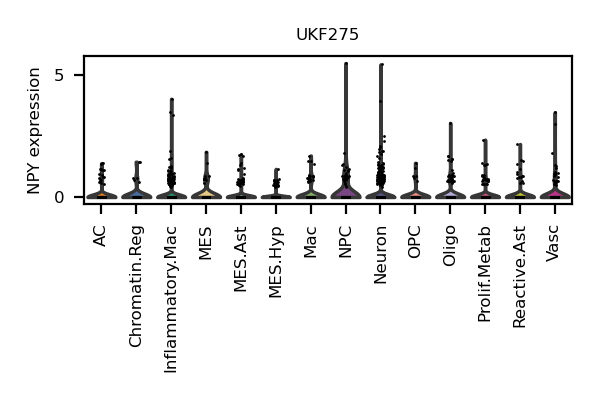 UKF275
NPY expression
5
0
AC
Chromatin.Reg
Inflammatory.Mac
MES
MES.Ast
MES.Hyp
Mac
NPC
Neuron
OPC
Oligo
Prolif.Metab
Reactive.Ast
Vasc